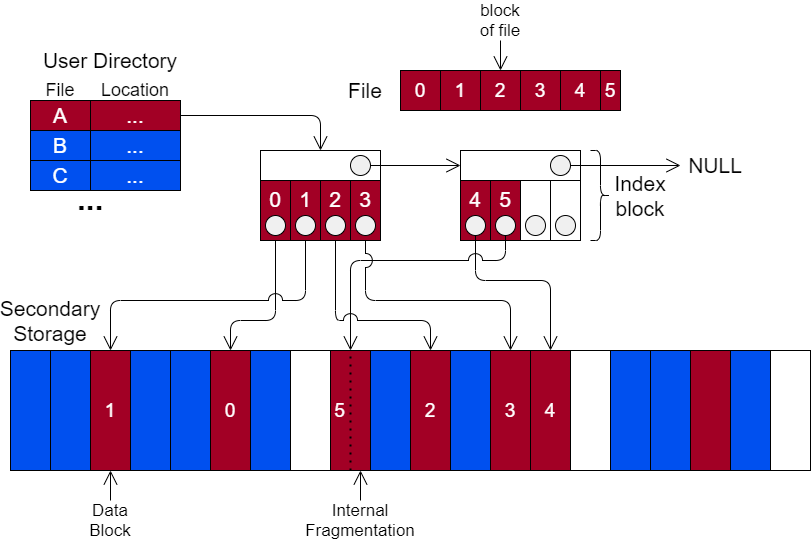 block
of file
User Directory
File Location
File 0 1 2 3 4 5
A ...
B ...
C ...
...
NULL
Index
block
0 1 2 3
4 5
Secondary
Storage
1 0 5 2 3 4
Data
Block
Internal
Fragmentation